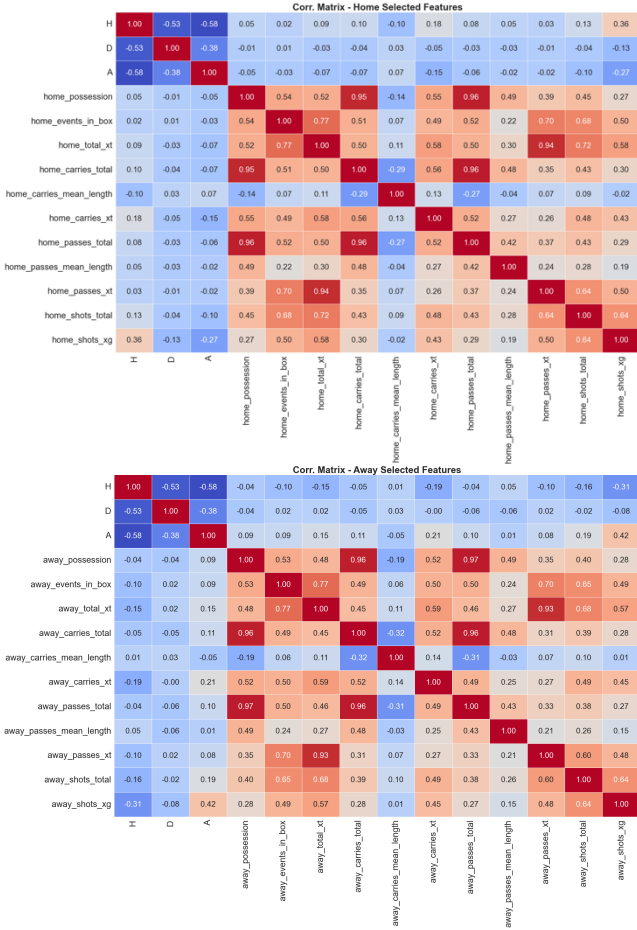 Corr. Matrix - Home Selected Features
H 1.00 -0.53 -0.58 0.05 0.02 0.09 0.10 -0.10 0.18 0.08 0.05 0.03 0.13 0.36
D -0.53 1.00 -0.38 -0.01 0.01 -0.03 -0.04 0.03 -0.05 -0.03 -0.03 -0.01 -0.04 -0.13
A -0.58 -0.38 1.00 -0.05 -0.03 -0.07 -0.07 0.07 -0.15 -0.06 -0.02 -0.02 -0.10 -0.27
home_possession 0.05 -0.01 -0.05 1.00 0.54 0.52 0.95 -0.14 0.55 0.96 0.49 0.39 0.45 0.27
home_events_in_box 0.02 0.01 -0.03 0.54 1.00 0.77 0.51 0.07 0.49 0.52 0.22 0.70 0.68 0.50
home_total_xt 0.09 -0.03 -0.07 0.52 0.77 1.00 0.50 0.11 0.58 0.50 0.30 0.94 0.72 0.58
home_carries_total 0.10 -0.04 -0.07 0.95 0.51 0.50 1.00 -0.29 0.56 0.96 0.48 0.35 0.43 0.30
home_carries_mean_length -0.10 0.03 0.07 -0.14 0.07 0.11 -0.29 1.00 0.13 -0.27 -0.04 0.07 0.09 -0.02
home_carries_xt 0.18 -0.05 -0.15 0.55 0.49 0.58 0.56 0.13 1.00 0.52 0.27 0.26 0.48 0.43
home_passes_total 0.08 -0.03 -0.06 0.96 0.52 0.50 0.96 -0.27 0.52 1.00 0.42 0.37 0.43 0.29
home_passes_mean_length 0.05 -0.03 -0.02 0.49 0.22 0.30 0.48 -0.04 0.27 0.42 1.00 0.24 0.28 0.19
home_passes_xt 0.03 -0.01 -0.02 0.39 0.70 0.94 0.35 0.07 0.26 0.37 0.24 1.00 0.64 0.50
home_shots_total 0.13 -0.04 -0.10 0.45 0.68 0.72 0.43 0.09 0.48 0.43 0.28 0.64 1.00 0.64
home_shots_xg 0.36 -0.13 -0.27 0.27 0.50 0.58 0.30 -0.02 0.43 0.29 0.19 0.50 0.64 1.00
H
D
A
home_possession
home_events_in_box
home_total_xt
home_carries_total
home_carries_mean_length
home_carries_xt
home_passes_total
home_passes_mean_length
home_passes_xt
home_shots_total
home_shots_xg
Corr. Matrix - Away Selected Features
H 1.00 -0.53 -0.58 -0.04 -0.10 -0.15 -0.05 0.01 -0.19 -0.04 0.05 -0.10 -0.16 -0.31
D -0.53 1.00 -0.38 -0.04 0.02 0.02 -0.05 0.03 -0.00 -0.06 -0.06 0.02 -0.02 -0.08
A -0.58 -0.38 1.00 0.09 0.09 0.15 0.11 -0.05 0.21 0.10 0.01 0.08 0.19 0.42
away_possession -0.04 -0.04 0.09 1.00 0.53 0.48 0.96 -0.19 0.52 0.97 0.49 0.35 0.40 0.28
away_events_in_box -0.10 0.02 0.09 0.53 1.00 0.77 0.49 0.06 0.50 0.50 0.24 0.70 0.65 0.49
away_total_xt -0.15 0.02 0.15 0.48 0.77 1.00 0.45 0.11 0.59 0.46 0.27 0.93 0.68 0.57
away_carries_total -0.05 -0.05 0.11 0.96 0.49 0.45 1.00 -0.32 0.52 0.96 0.48 0.31 0.39 0.28
away_carries_mean_length 0.01 0.03 -0.05 -0.19 0.06 0.11 -0.32 1.00 0.14 -0.31 -0.03 0.07 0.10 0.01
away_carries_xt -0.19 -0.00 0.21 0.52 0.50 0.59 0.52 0.14 1.00 0.49 0.25 0.27 0.49 0.45
away_passes_total -0.04 -0.06 0.10 0.97 0.50 0.46 0.96 -0.31 0.49 1.00 0.43 0.33 0.38 0.27
away_passes_mean_length 0.05 -0.06 0.01 0.49 0.24 0.27 0.48 -0.03 0.25 0.43 1.00 0.21 0.26 0.15
away_passes_xt -0.10 0.02 0.08 0.35 0.70 0.93 0.31 0.07 0.27 0.33 0.21 1.00 0.60 0.48
away_shots_total -0.16 -0.02 0.19 0.40 0.65 0.68 0.39 0.10 0.49 0.38 0.26 0.60 1.00 0.64
away_shots_xg -0.31 -0.08 0.42 0.28 0.49 0.57 0.28 0.01 0.45 0.27 0.15 0.48 0.64 1.00
H
D
A
away_possession
away_events_in_box
away_total_xt
away_carries_total
away_carries_mean_length
away_carries_xt
away_passes_total
away_passes_mean_length
away_passes_xt
away_shots_total
away_shots_xg